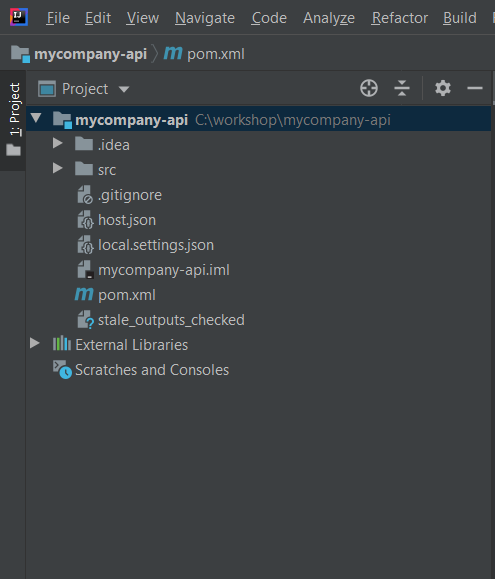 IJ File Edit View Navigate Code Analyze Refactor Build
mycompany-api pom.xml
1: Project
Project
mycompany-api C:\workshop\mycompany-api
.idea
src
.gitignore
host.json
local.settings.json
mycompany-api.iml
pom.xml
stale_outputs_checked
External Libraries
Scratches and Consoles